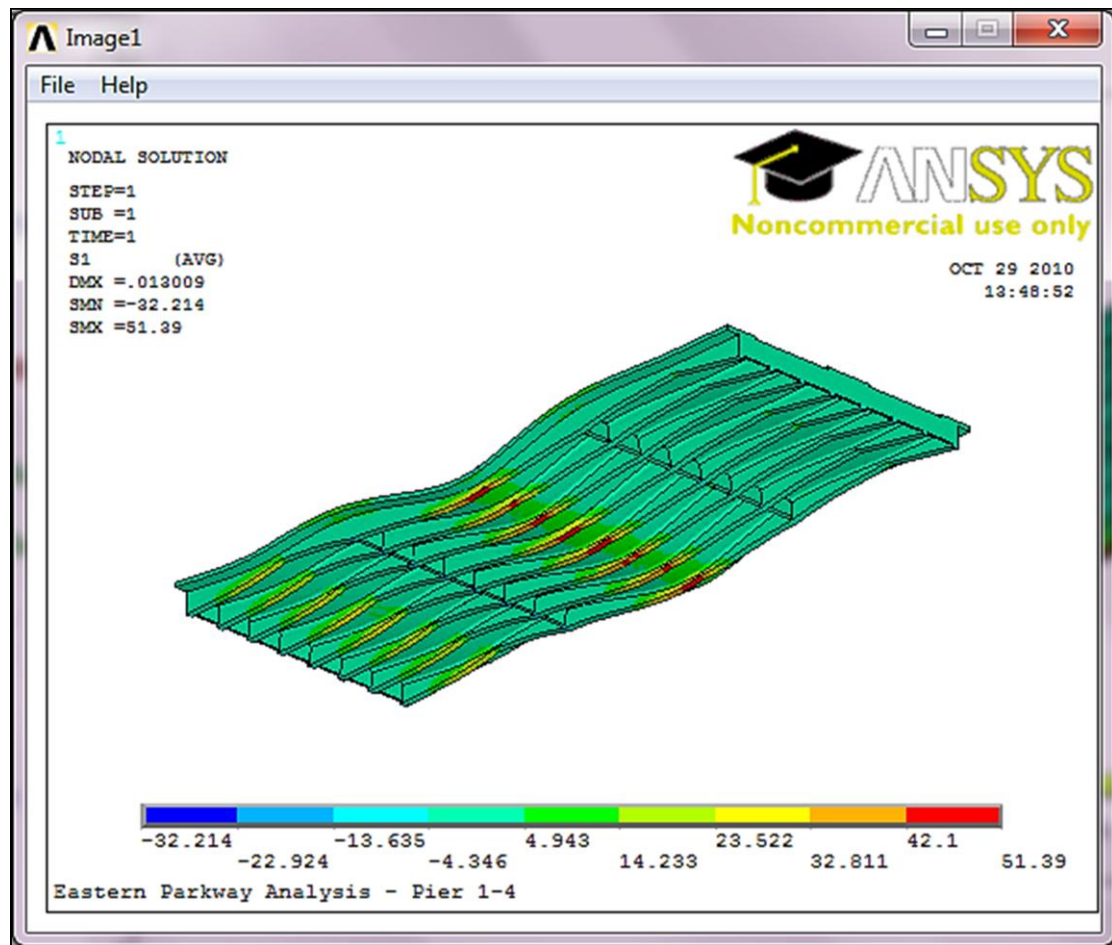 Image1
File Help
1
NODAL SOLUTION
STEP=1
SUB =1
TIME=1
S1 (AVG)
DMX =.013009
SMN =-32.214
SMX =51.39
ANSYS
Noncommercial use only
OCT 29 2010
13:48:52
-32.214 -13.635 4.943 23.522 42.1
-22.924 -4.346 14.233 32.811 51.39
Eastern Parkway Analysis - Pier 1-4